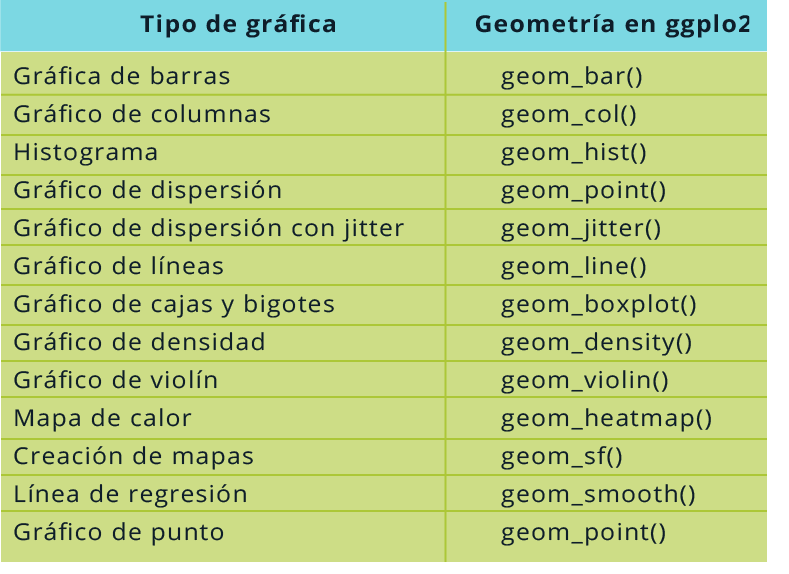 Tipo de gráfica Geometría en ggplo2
Gráfica de barras geom_bar()
Gráfico de columnas geom_col()
Histograma geom_hist()
Gráfico de dispersión geom_point()
Gráfico de dispersión con jitter geom_jitter()
Gráfico de líneas geom_line()
Gráfico de cajas y bigotes geom_boxplot()
Gráfico de densidad geom_density()
Gráfico de violín geom_violin()
Mapa de calor geom_heatmap()
Creación de mapas geom_sf()
Línea de regresión geom_smooth()
Gráfico de punto geom_point()